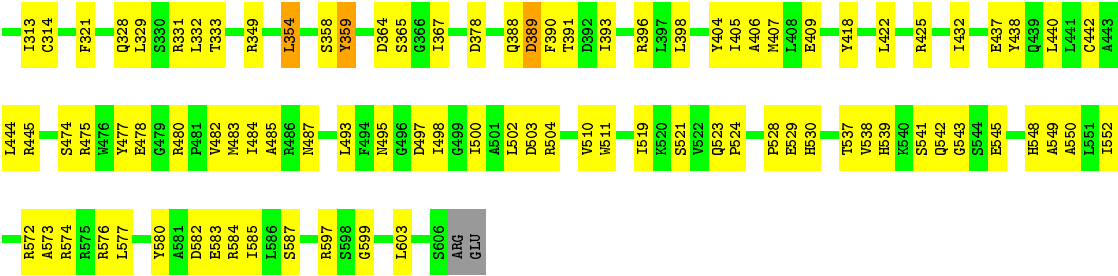 I313 C314 F321 Q328 L329 S330 R331 L332 T333 R349 L354 S358 Y359 D364 S365 G366 I367 D378 Q388 D389 F390 T391 D392 I393 R396 L397 L398 Y404 I405 A406 M407 L408 E409 Y418 L422 R425 I432 E437 Y438 Q439 L440 L441 C442 A443
L444 R445 S474 R475 W476 Y477 E478 G479 R480 P481 V482 M483 I484 A485 R486 N487 L493 F494 N495 G496 D497 I498 G499 I500 A501 L502 D503 R504 V510 W511 I519 K520 S521 V522 Q523 P524 P528 E529 H530 T537 V538 H539 K540 S541 Q542 G543 S544 E545 H548 A549 A550 L551 I552
R572 A573 R574 R575 R576 L577 Y580 A581 D582 E583 R584 I585 L586 S587 R597 S598 G599 L603 S606 ARG GLU